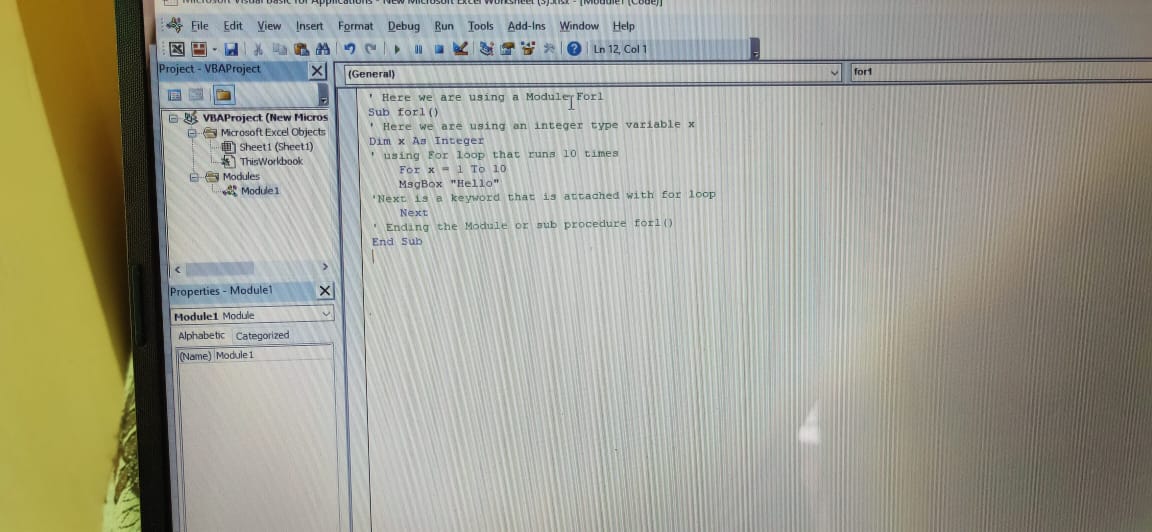 Microsoft Visual Basic for Applications - New Microsoft Excel Worksheet (3).xlsx - [Module1 (Code)]
File Edit View Insert Format Debug Run Tools Add-Ins Window Help
Ln 12, Col 1
Project - VBAProject
(General)
for1
VBAProject (New Micros
Microsoft Excel Objects
Sheet1 (Sheet1)
ThisWorkbook
Modules
Module1
Properties - Module1
Module1 Module
Alphabetic Categorized
(Name) Module1
' Here we are using a Module For1
Sub for1()
' Here we are using an integer type variable x
Dim x As Integer
' using For loop that runs 10 times
For x = 1 To 10
MsgBox "Hello"
'Next is a keyword that is attached with for loop
Next
' Ending the Module or sub procedure for1()
End Sub